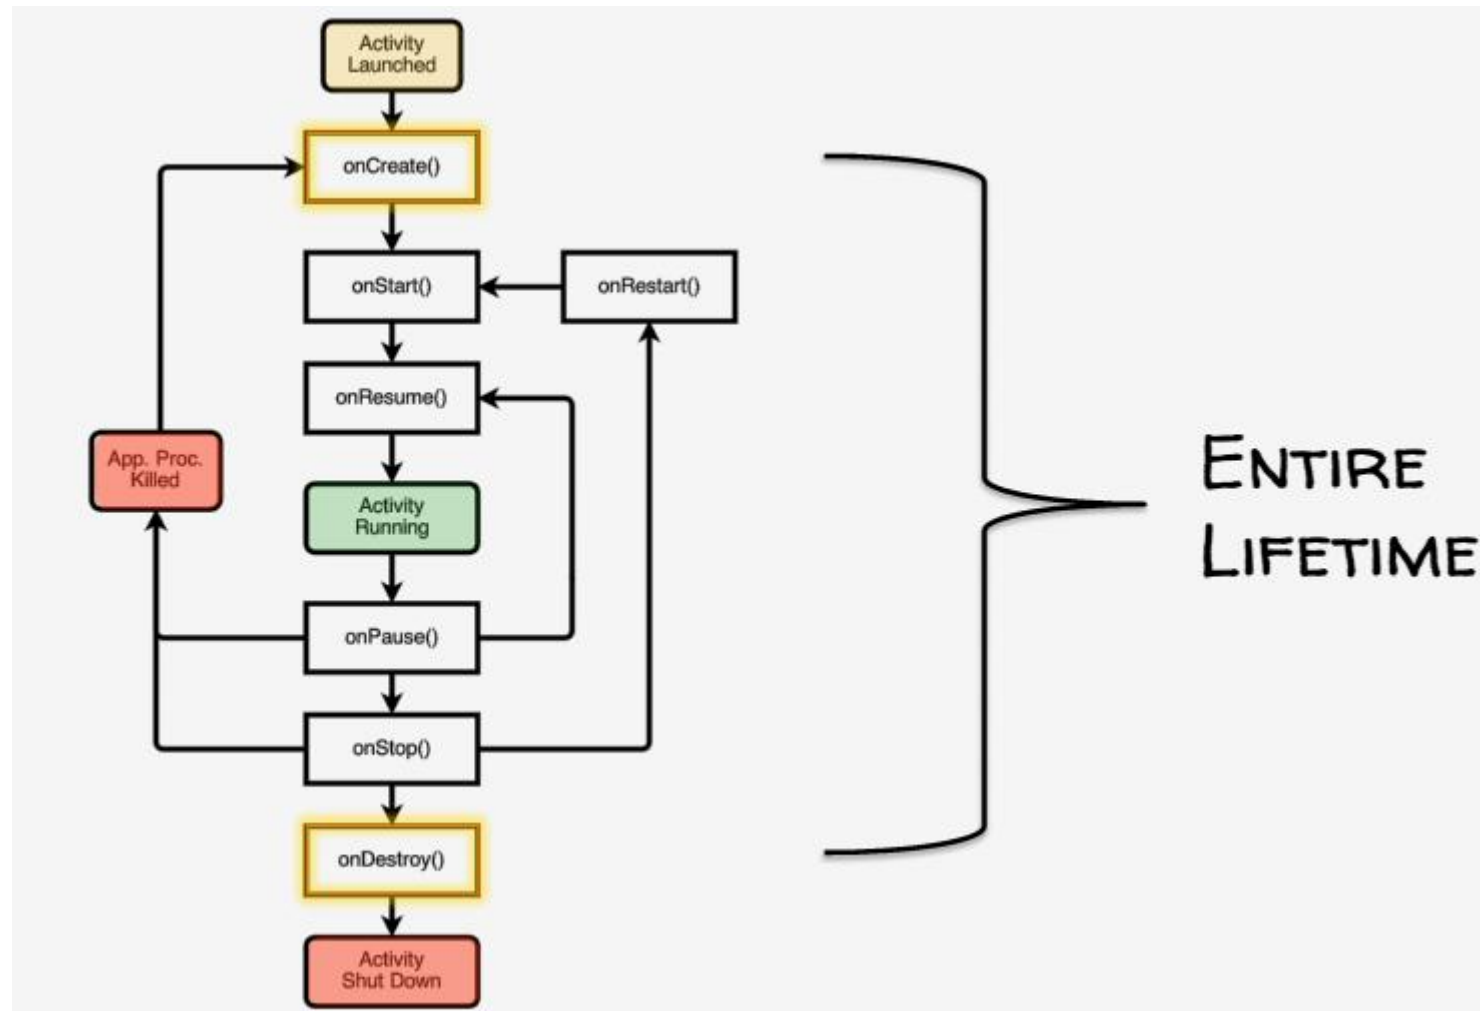 Activity
Launched
onCreate()
onStart()
onRestart()
onResume()
App. Proc.
Killed
Activity
Running
ENTIRE
LIFETIME
onPause()
onStop()
onDestroy()
Activity
Shut Down